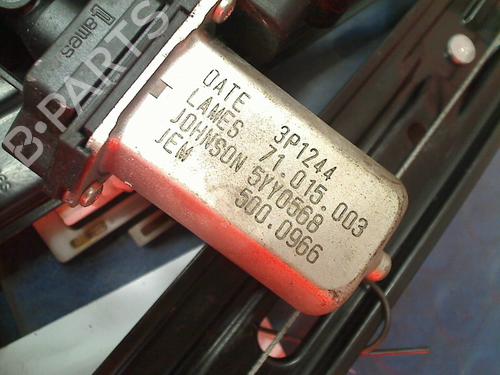 Lames
B-PARTS
DATE 3P1244
LAMES 71.015.003
JOHNSON 5YY0568
JEM 500.0966